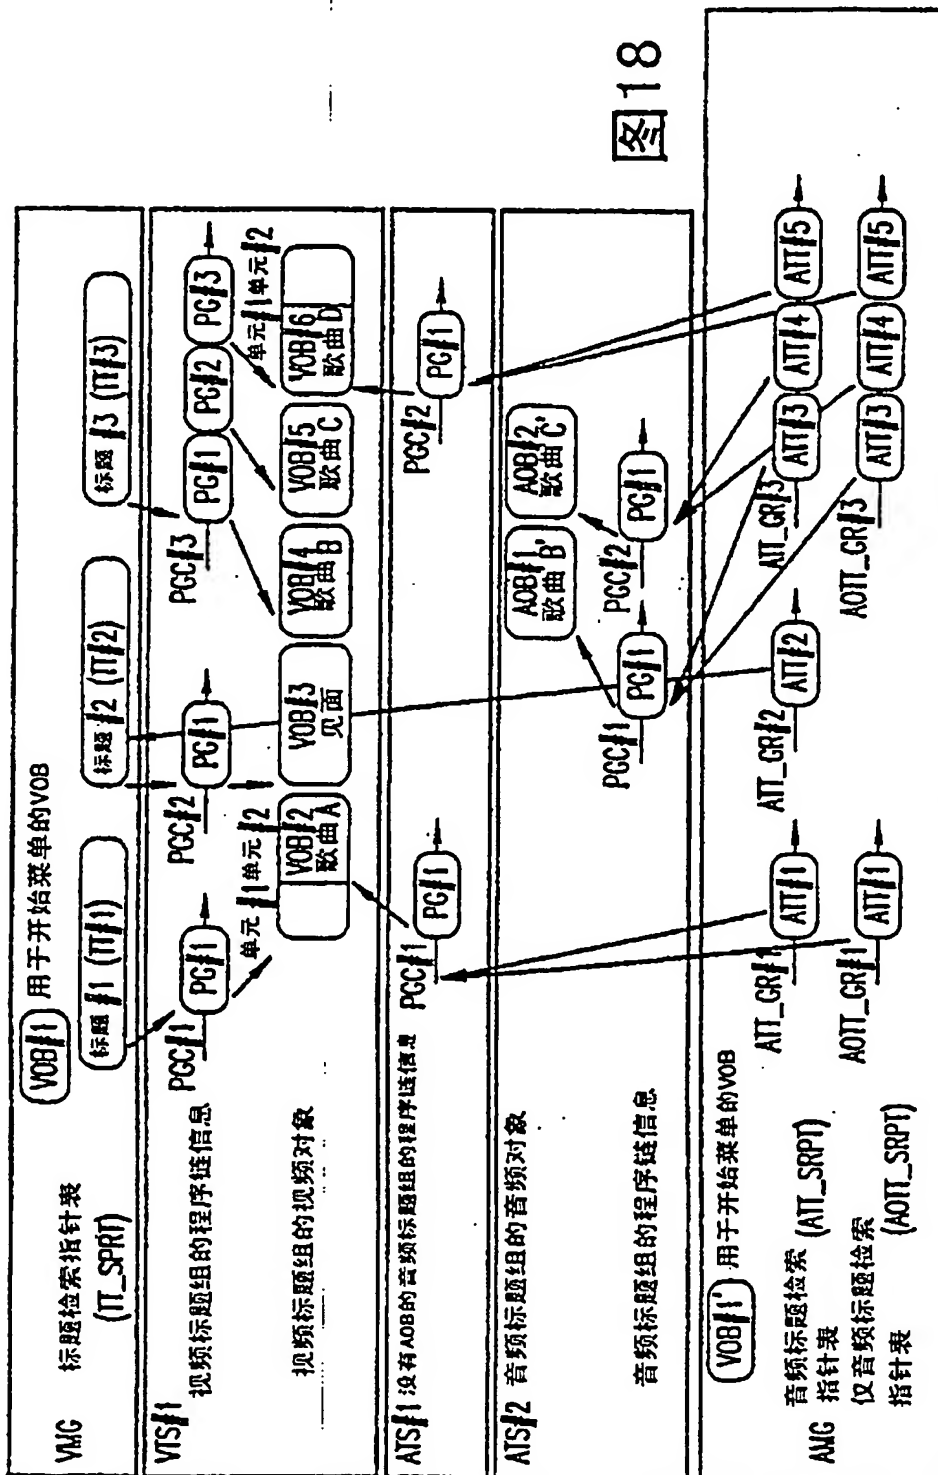 图18
VMG
标题检索指针表
(TT_SPRT)
VOB#1 用于开始菜单的VOB
标题 #1 (TT#1)
标题 #2 (TT#2)
标题 #3 (TT#3)
VTS#1
视频标题组的程序链信息
PGC#1
PG#1
PGC#2
PG#1
PGC#3
PG#1
PG#2
PG#3
视频标题组的视频对象
单元 #1 单元 #2
VOB#2
歌曲A
VOB#3
见面
VOB#4
歌曲B
VOB#5
歌曲C
单元 #1 单元 #2
VOB#6
歌曲D
ATS#1 没有AOB的音频标题组的程序链信息
PGC#1
PG#1
PGC#2
PG#1
ATS#2 音频标题组的音频对象
AOB#1
歌曲B'
AOB#2
歌曲C'
音频标题组的程序链信息
PGC#1
PG#1
PGC#2
PG#1
AMG
VOB#1' 用于开始菜单的VOB
音频标题检索
指针表
(ATT_SRPT)
ATT_GR#1
ATT#1
ATT_GR#2
ATT#2
ATT_GR#3
ATT#3
ATT#4
ATT#5
仅音频标题检索
指针表
(AOTT_SRPT)
AOTT_GR#1
ATT#1
AOTT_GR#3
ATT#3
ATT#4
ATT#5